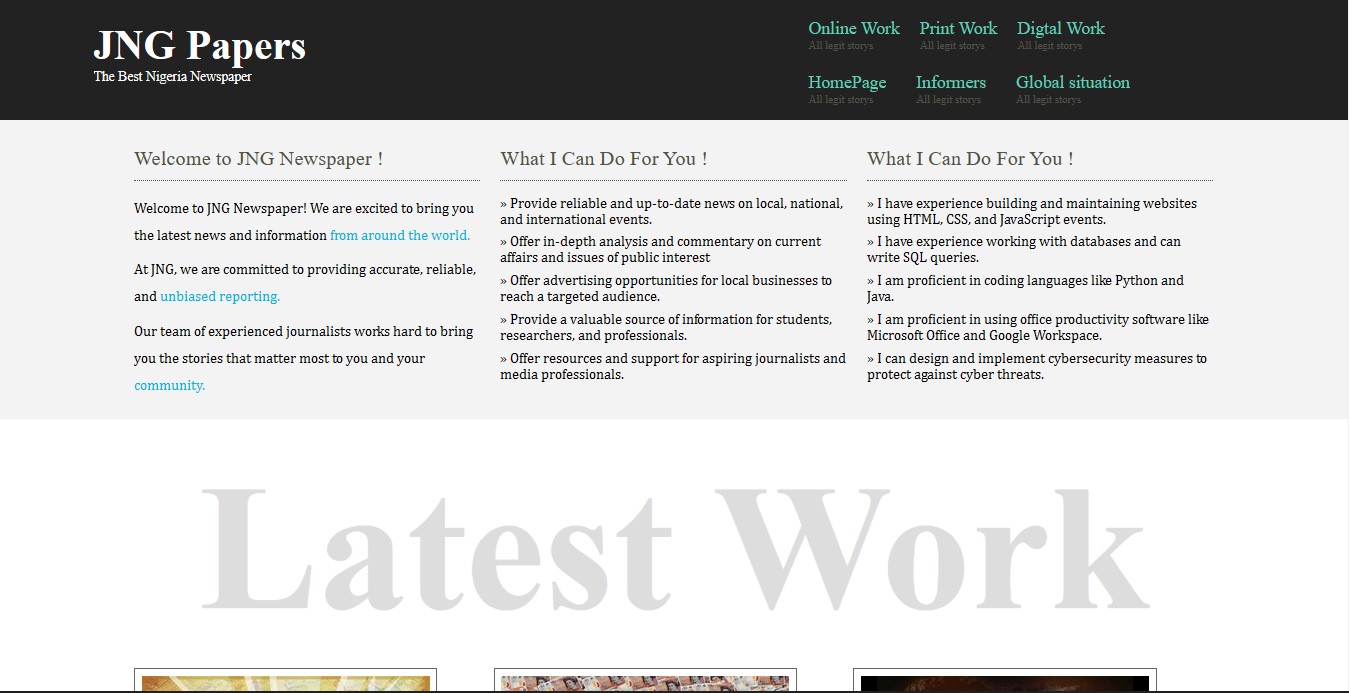 JNG Papers
The Best Nigeria Newspaper
Online Work Print Work Digtal Work
All legit storys All legit storys All legit storys
HomePage Informers Global situation
All legit storys All legit storys All legit storys
Welcome to JNG Newspaper !
Welcome to JNG Newspaper! We are excited to bring you
the latest news and information from around the world.
At JNG, we are committed to providing accurate, reliable,
and unbiased reporting.
Our team of experienced journalists works hard to bring
you the stories that matter most to you and your
community.
What I Can Do For You !
» Provide reliable and up-to-date news on local, national,
and international events.
» Offer in-depth analysis and commentary on current
affairs and issues of public interest
» Offer advertising opportunities for local businesses to
reach a targeted audience.
» Provide a valuable source of information for students,
researchers, and professionals.
» Offer resources and support for aspiring journalists and
media professionals.
What I Can Do For You !
» I have experience building and maintaining websites
using HTML, CSS, and JavaScript events.
» I have experience working with databases and can
write SQL queries.
» I am proficient in coding languages like Python and
Java.
» I am proficient in using office productivity software like
Microsoft Office and Google Workspace.
» I can design and implement cybersecurity measures to
protect against cyber threats.
Latest Work